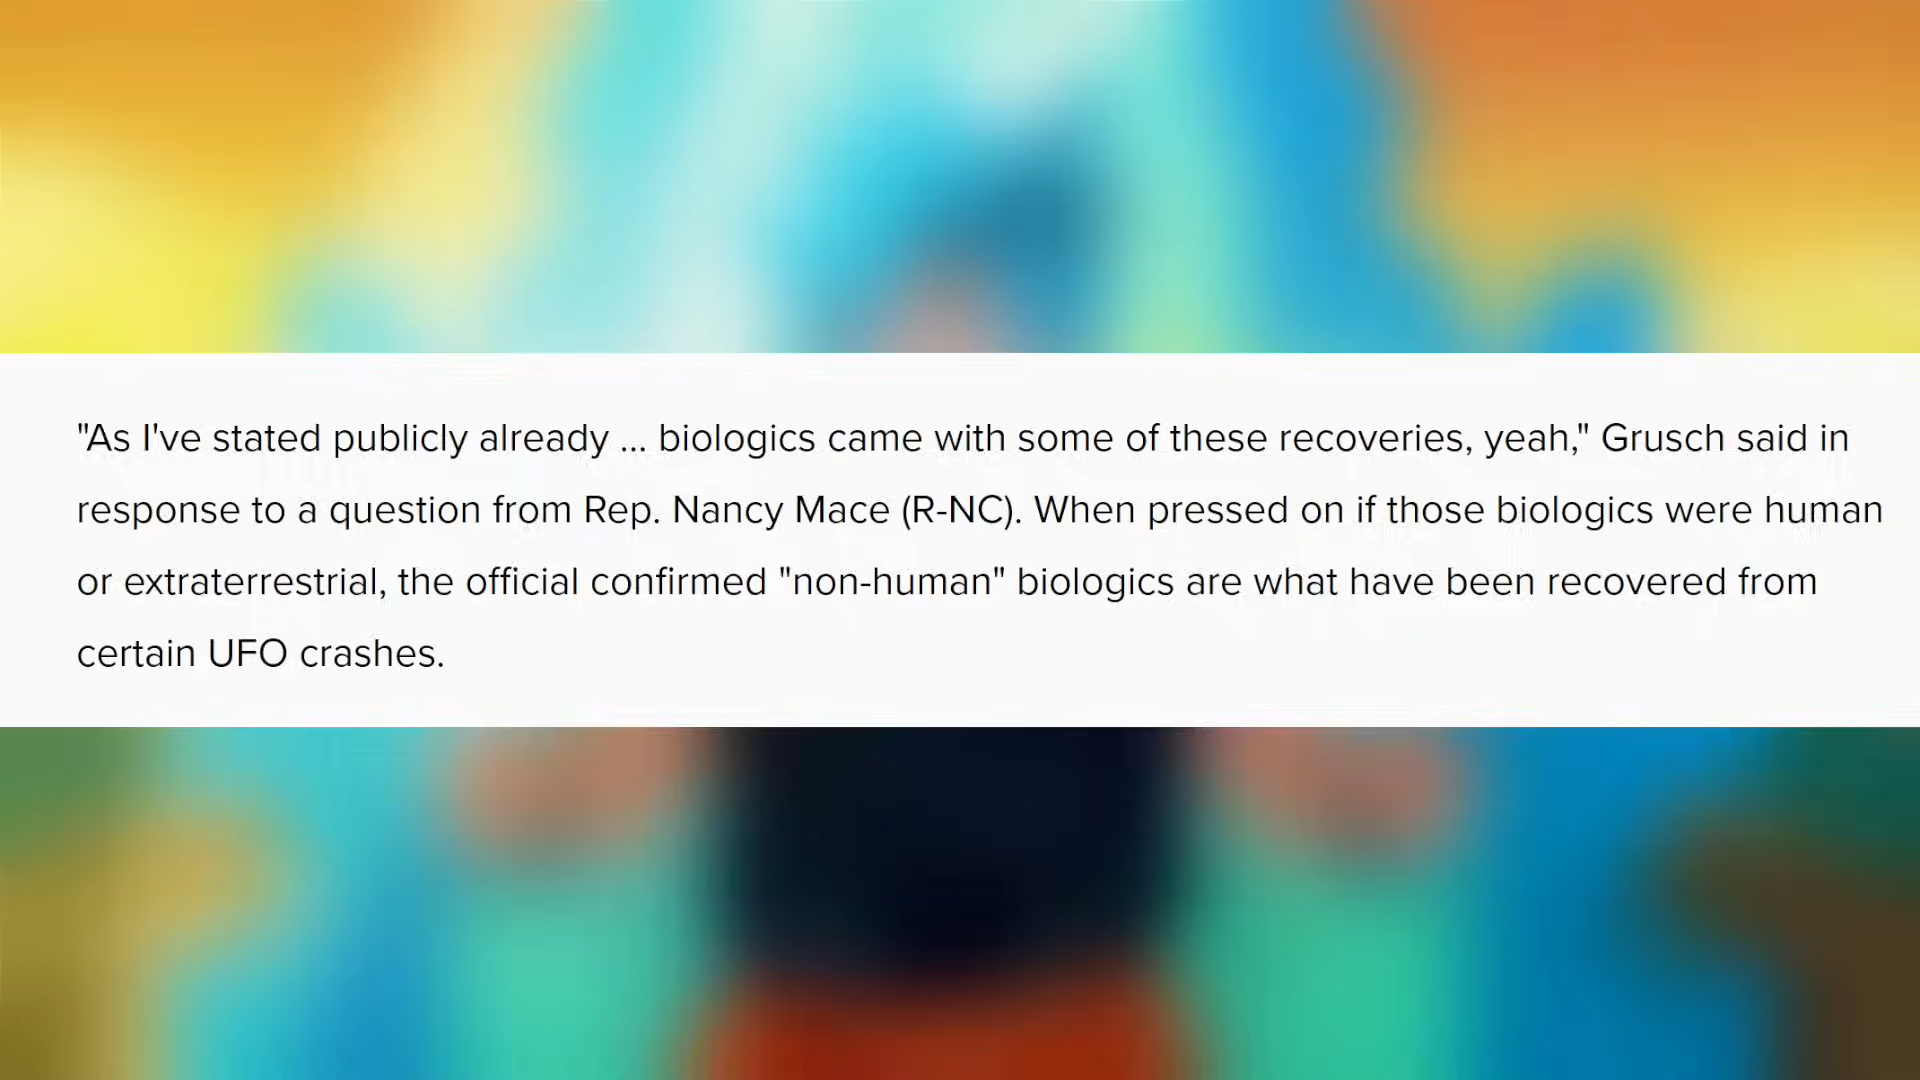 "As I've stated publicly already ... biologics came with some of these recoveries, yeah," Grusch said in
response to a question from Rep. Nancy Mace (R-NC). When pressed on if those biologics were human
or extraterrestrial, the official confirmed "non-human" biologics are what have been recovered from
certain UFO crashes.